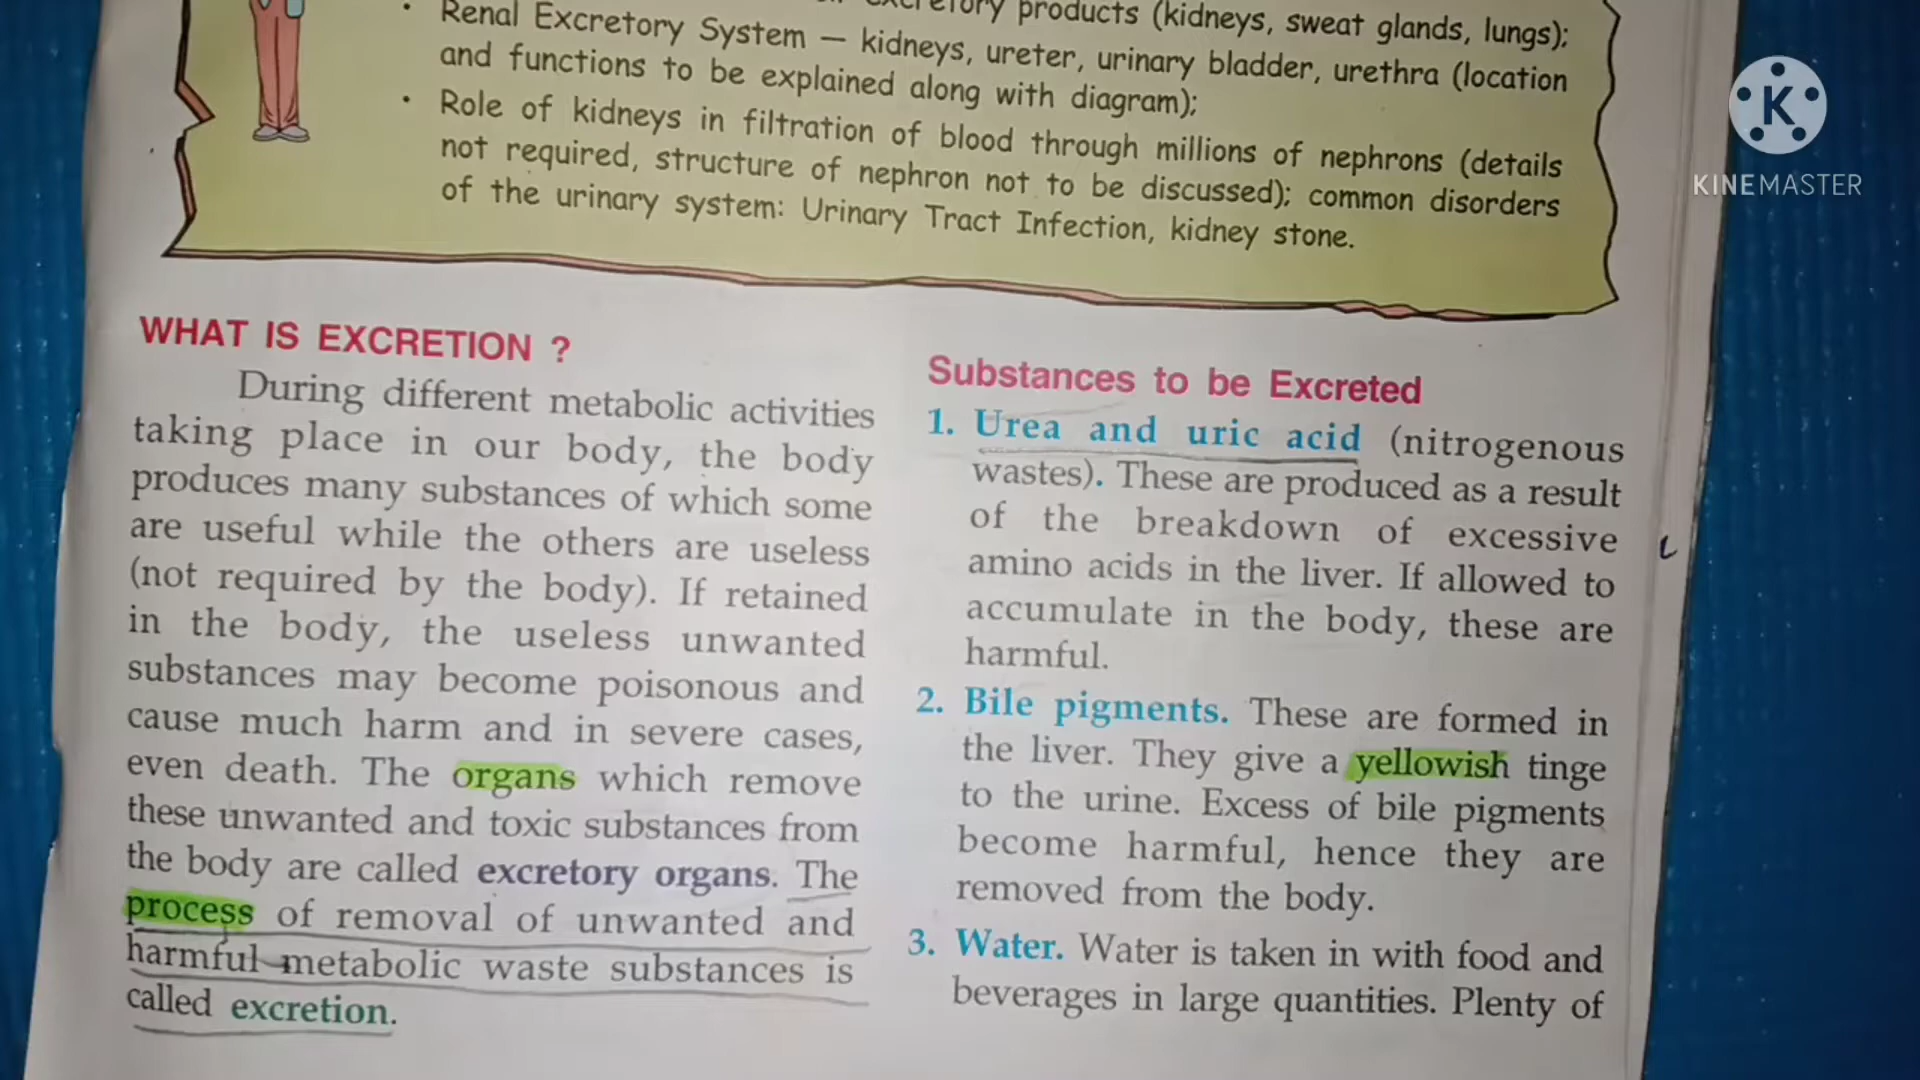 excretory products (kidneys, sweat glands, lungs);
• Renal Excretory System — kidneys, ureter, urinary bladder, urethra (location
and functions to be explained along with diagram);
• Role of kidneys in filtration of blood through millions of nephrons (details
not required, structure of nephron not to be discussed); common disorders
of the urinary system: Urinary Tract Infection, kidney stone.
K
KINEMASTER
WHAT IS EXCRETION ?
During different metabolic activities
taking place in our body, the body
produces many substances of which some
are useful while the others are useless
(not required by the body). If retained
in the body, the useless unwanted
substances may become poisonous and
cause much harm and in severe cases,
even death. The organs which remove
these unwanted and toxic substances from
the body are called excretory organs. The
process of removal of unwanted and
harmful metabolic waste substances is
called excretion.
Substances to be Excreted
1. Urea and uric acid (nitrogenous
wastes). These are produced as a result
of the breakdown of excessive
amino acids in the liver. If allowed to
accumulate in the body, these are
harmful.
2. Bile pigments. These are formed in
the liver. They give a yellowish tinge
to the urine. Excess of bile pigments
become harmful, hence they are
removed from the body.
3. Water. Water is taken in with food and
beverages in large quantities. Plenty of